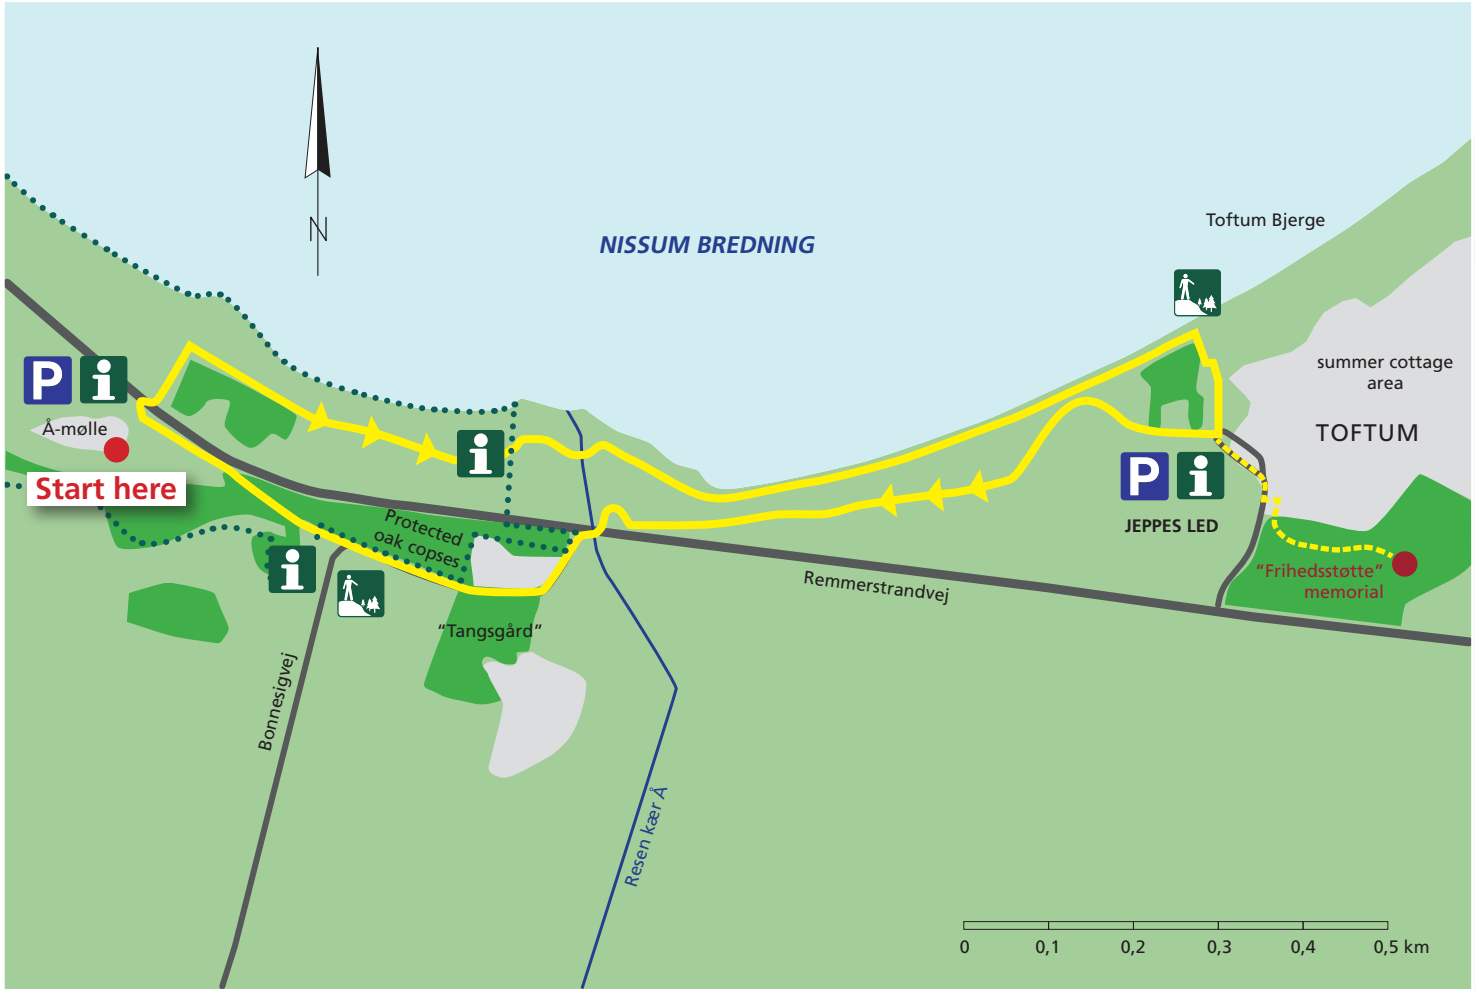 N
NISSUM BREDNING
Toftum Bjerge
summer cottage
area
TOFTUM
P
i
Å-mølle
Start here
i
P
i
JEPPES LED
Protected
oak copses
i
Remmerstrandvej
"Frihedsstøtte"
memorial
"Tangsgård"
Bonnesigvej
Resen kær Å
0 0,1 0,2 0,3 0,4 0,5 km